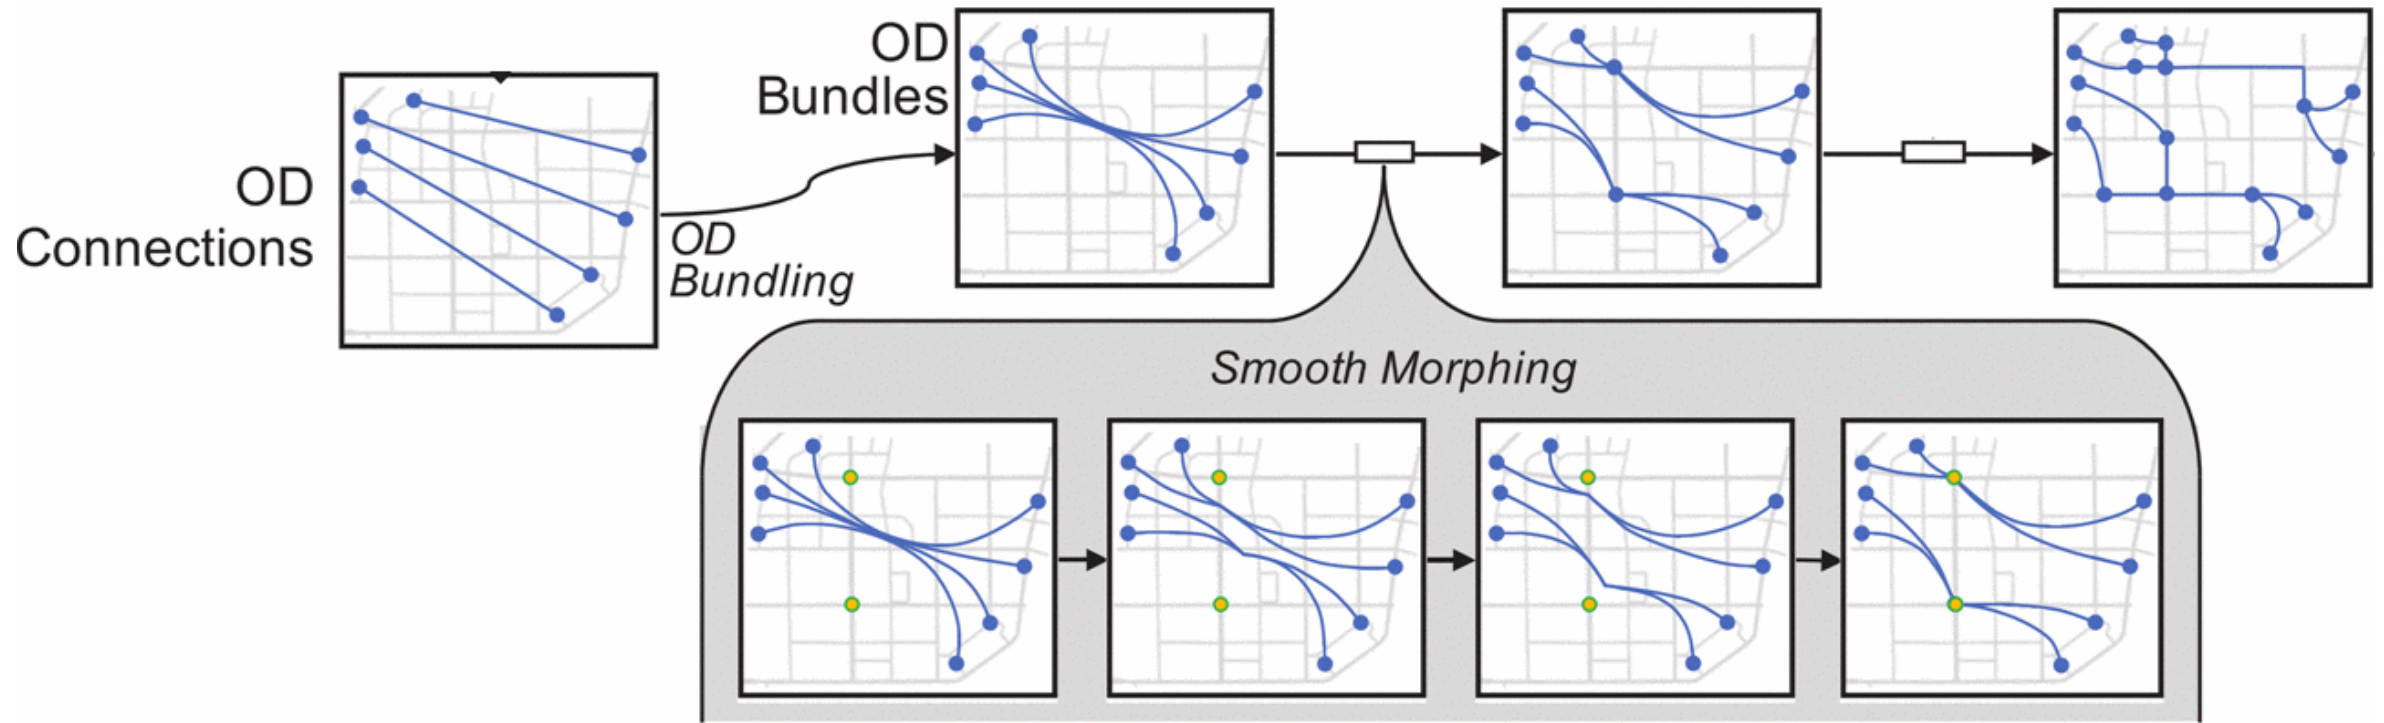 OD
Connections
OD
Bundling
OD
Bundles
Smooth Morphing